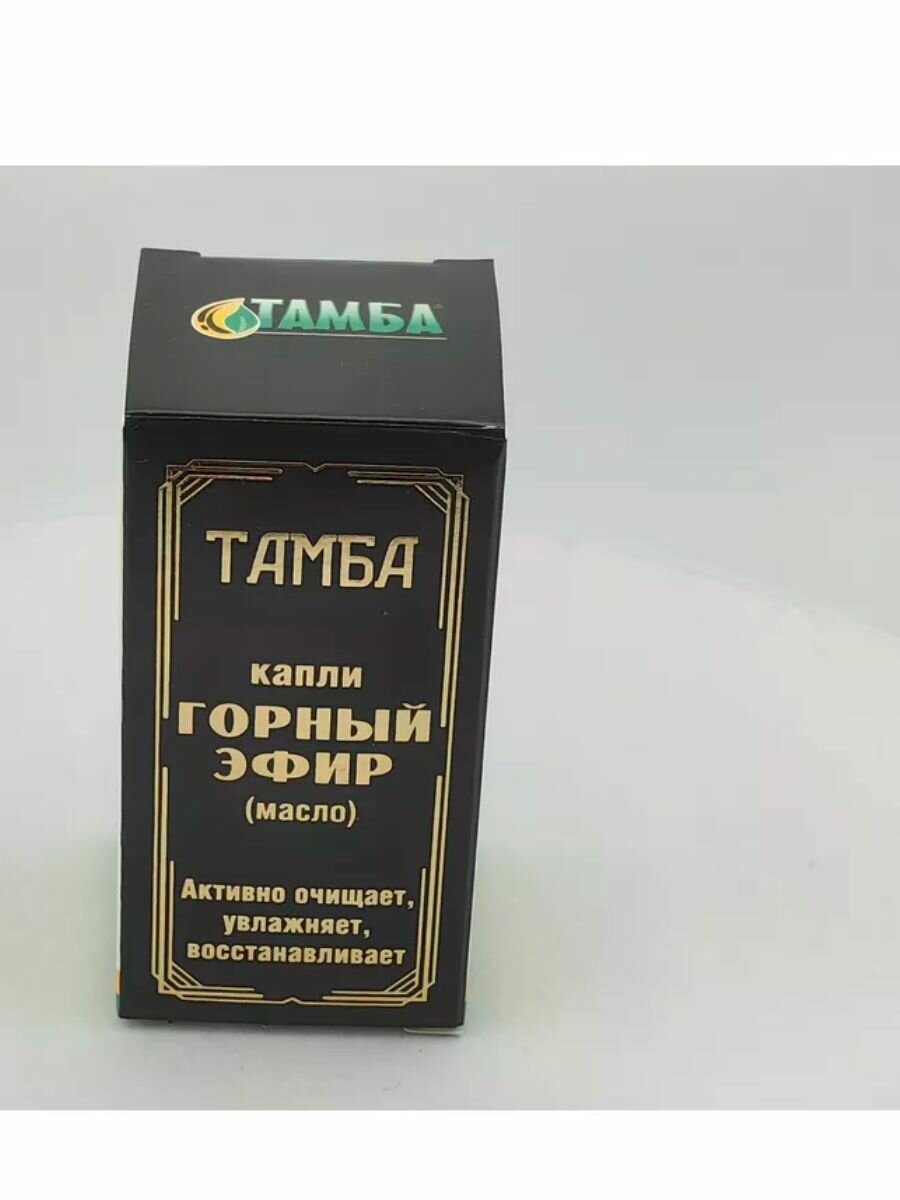 ТАМБА®
ТАМБА
капли
ГОРНЫЙ
ЭФИР
(масло)
Активно очищает,
увлажняет,
восстанавливает